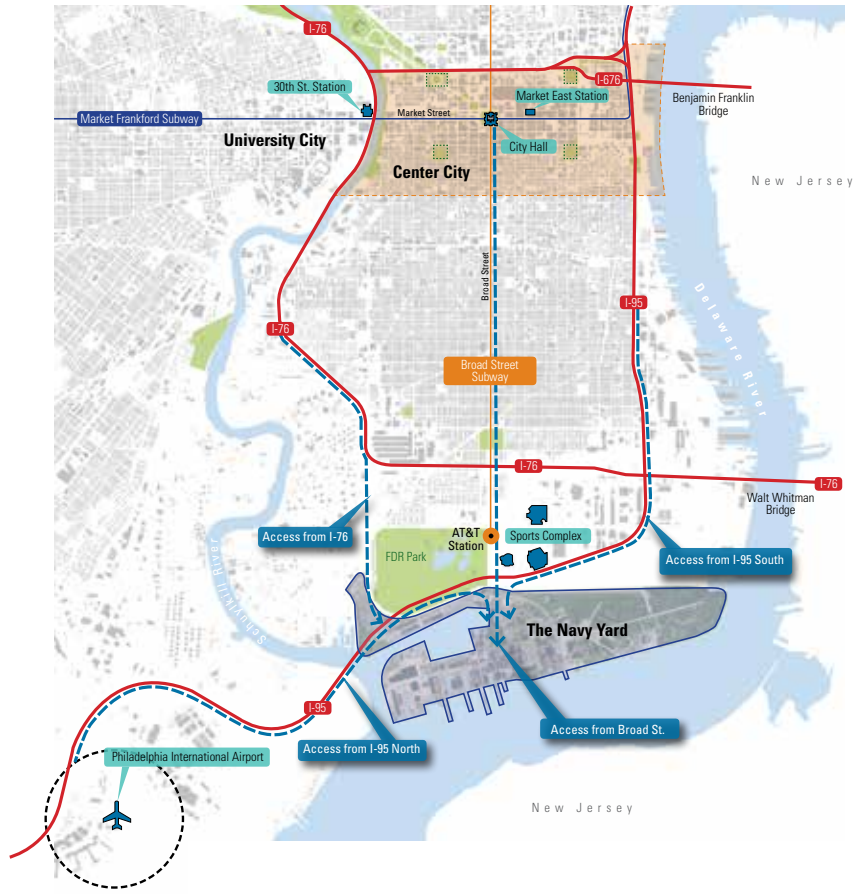 I-76
I-676
30th St. Station
Market East Station
Benjamin Franklin
Bridge
Market Frankford Subway
Market Street
University City
City Hall
Center City
New Jersey
Broad Street
I-95
Delaware River
I-76
Broad Street
Subway
I-76
I-76
Walt Whitman
Bridge
Access from I-76
AT&T
Station
Sports Complex
FDR Park
Access from I-95 South
Schuylkill River
The Navy Yard
I-95
Access from Broad St.
Access from I-95 North
Philadelphia International Airport
New Jersey